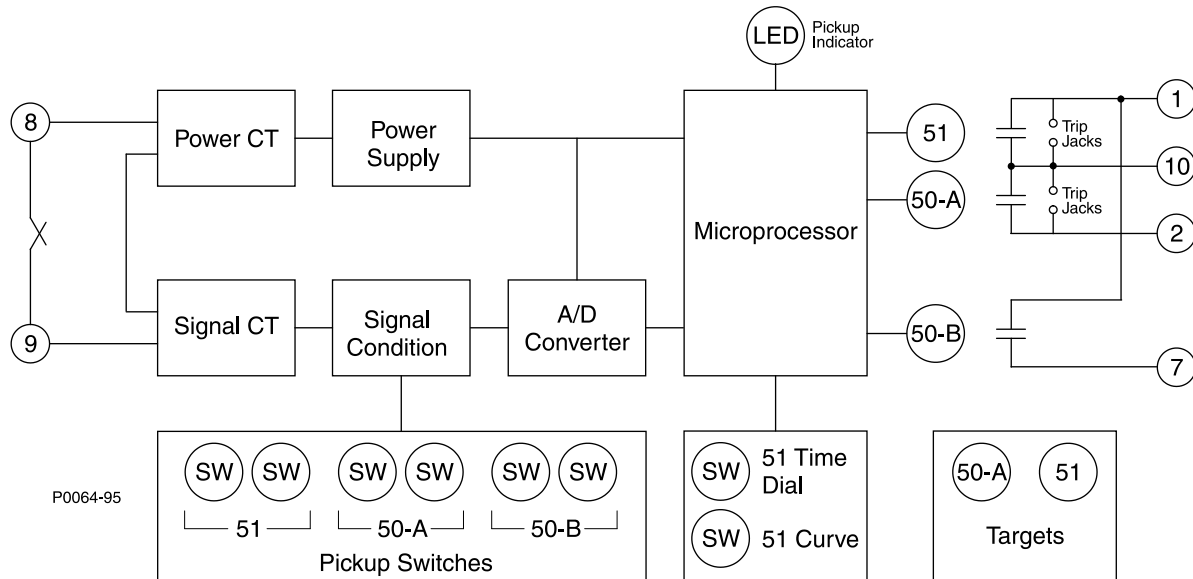 LED
Pickup
Indicator
8
Power CT
Power
Supply
Microprocessor
51
50-A
50-B
1
Trip
Jacks
10
Trip
Jacks
2
9
Signal CT
Signal
Condition
A/D
Converter
7
P0064-95
SW SW SW SW SW SW
51 50-A 50-B
Pickup Switches
SW 51 Time
Dial
SW 51 Curve
50-A 51
Targets